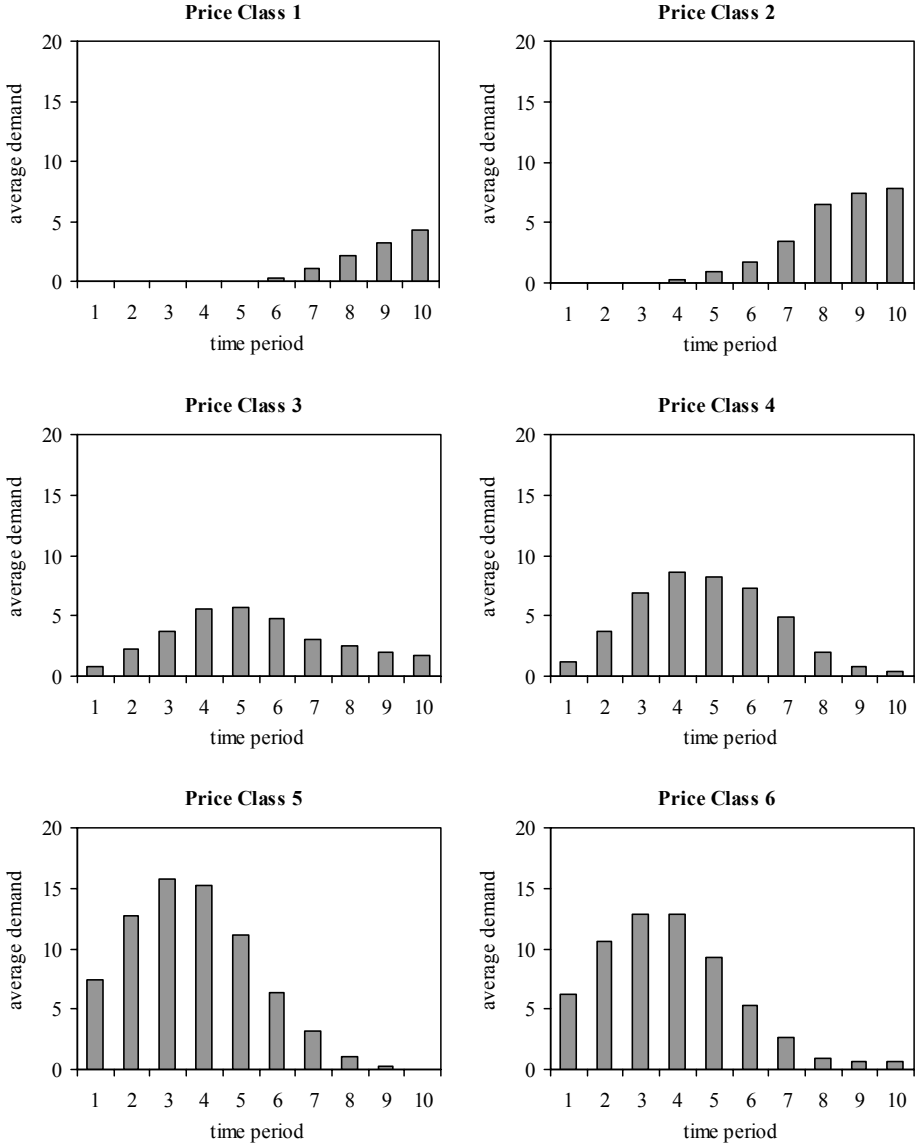 Price Class 1
20
15
10
5
0
average demand
1 2 3 4 5 6 7 8 9 10
time period
Price Class 2
20
15
10
5
0
average demand
1 2 3 4 5 6 7 8 9 10
time period
Price Class 3
20
15
10
5
0
average demand
1 2 3 4 5 6 7 8 9 10
time period
Price Class 4
20
15
10
5
0
average demand
1 2 3 4 5 6 7 8 9 10
time period
Price Class 5
20
15
10
5
0
average demand
1 2 3 4 5 6 7 8 9 10
time period
Price Class 6
20
15
10
5
0
average demand
1 2 3 4 5 6 7 8 9 10
time period